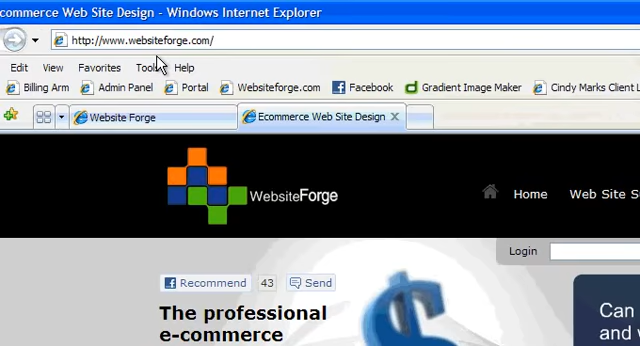 commerce Web Site Design - Windows Internet Explorer
http://www.websiteforge.com/
Edit View Favorites Tools Help
Billing Arm Admin Panel Portal Websiteforge.com Facebook Gradient Image Maker Cindy Marks Client L
Website Forge Ecommerce Web Site Design
WebsiteForge Home Web Site S
Login
Recommend 43 Send
The professional
e-commerce
Can
and